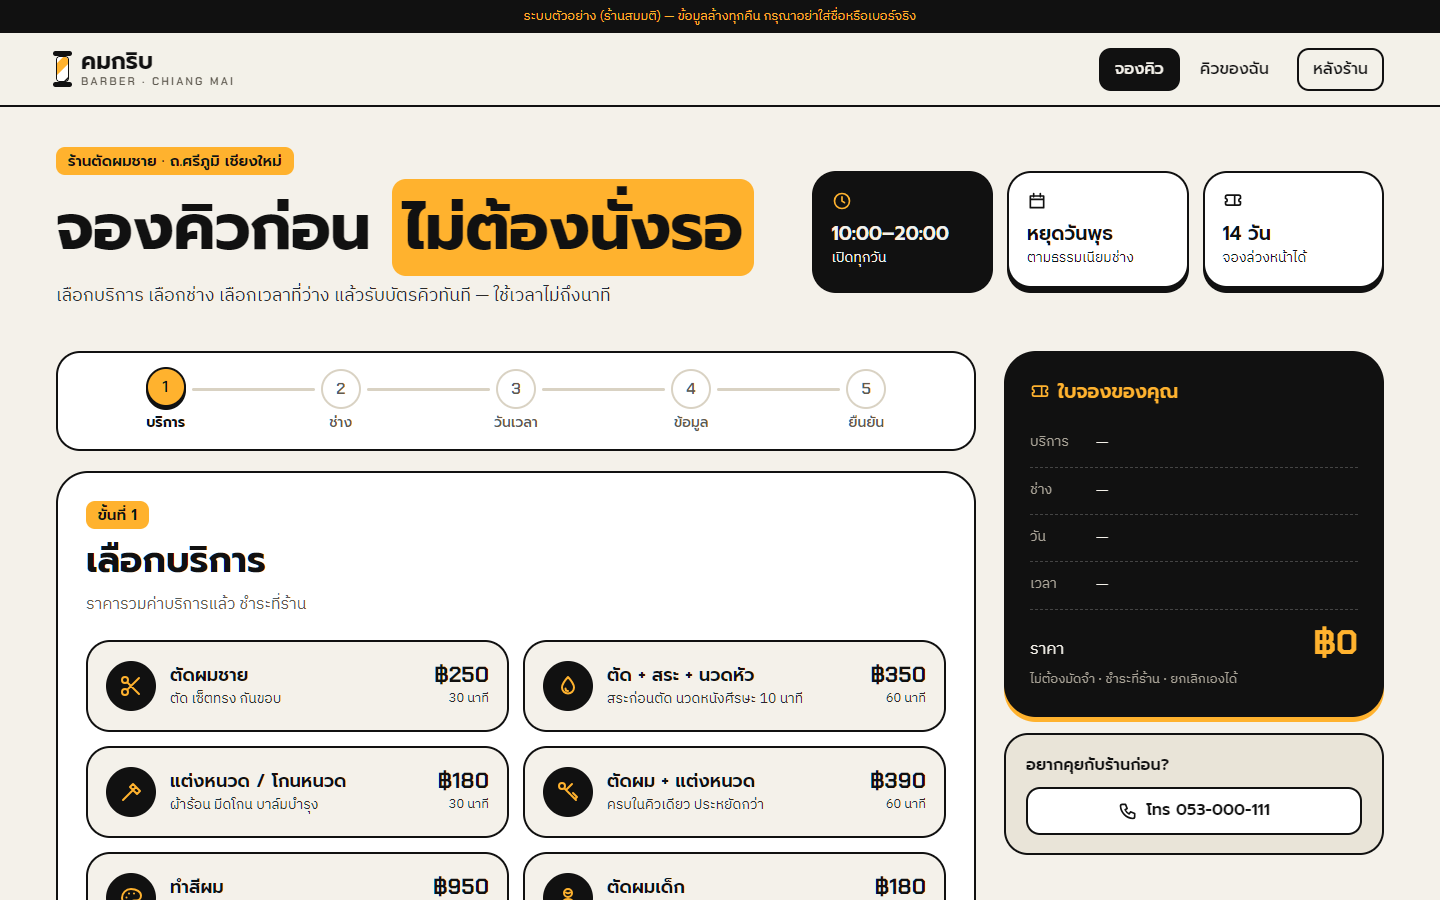 ระบบตัวอย่าง (ร้านสมมติ) — ข้อมูลล้างทุกคืน กรุณาอย่าใส่ชื่อหรือเบอร์จริง
คมกริบ
BARBER · CHIANG MAI
จองคิว
คิวของฉัน
หลังร้าน
ร้านตัดผมชาย · ถ.ศรีภูมิ เชียงใหม่
จองคิวก่อน ไม่ต้องนั่งรอ
เลือกบริการ เลือกช่าง เลือกเวลาที่ว่าง แล้วรับบัตรคิวทันที — ใช้เวลาไม่ถึงนาที
10:00–20:00
เปิดทุกวัน
หยุดวันพุธ
ตามธรรมเนียมช่าง
14 วัน
จองล่วงหน้าได้
1
บริการ
2
ช่าง
3
วันเวลา
4
ข้อมูล
5
ยืนยัน
ขั้นที่ 1
เลือกบริการ
ราคารวมค่าบริการแล้ว ชำระที่ร้าน
ตัดผมชาย
ตัด เซ็ตทรง กันขอบ
฿250
30 นาที
ตัด + สระ + นวดหัว
สระก่อนตัด นวดหนังศีรษะ 10 นาที
฿350
60 นาที
แต่งหนวด / โกนหนวด
ผ้าร้อน มีดโกน บาล์มบำรุง
฿180
30 นาที
ตัดผม + แต่งหนวด
ครบในคิวเดียว ประหยัดกว่า
฿390
60 นาที
ทำสีผม
฿950
ตัดผมเด็ก
฿180
ใบจองของคุณ
บริการ —
ช่าง —
วัน —
เวลา —
ราคา ฿0
ไม่ต้องมัดจำ · ชำระที่ร้าน · ยกเลิกเองได้
อยากคุยกับร้านก่อน?
โทร 053-000-111